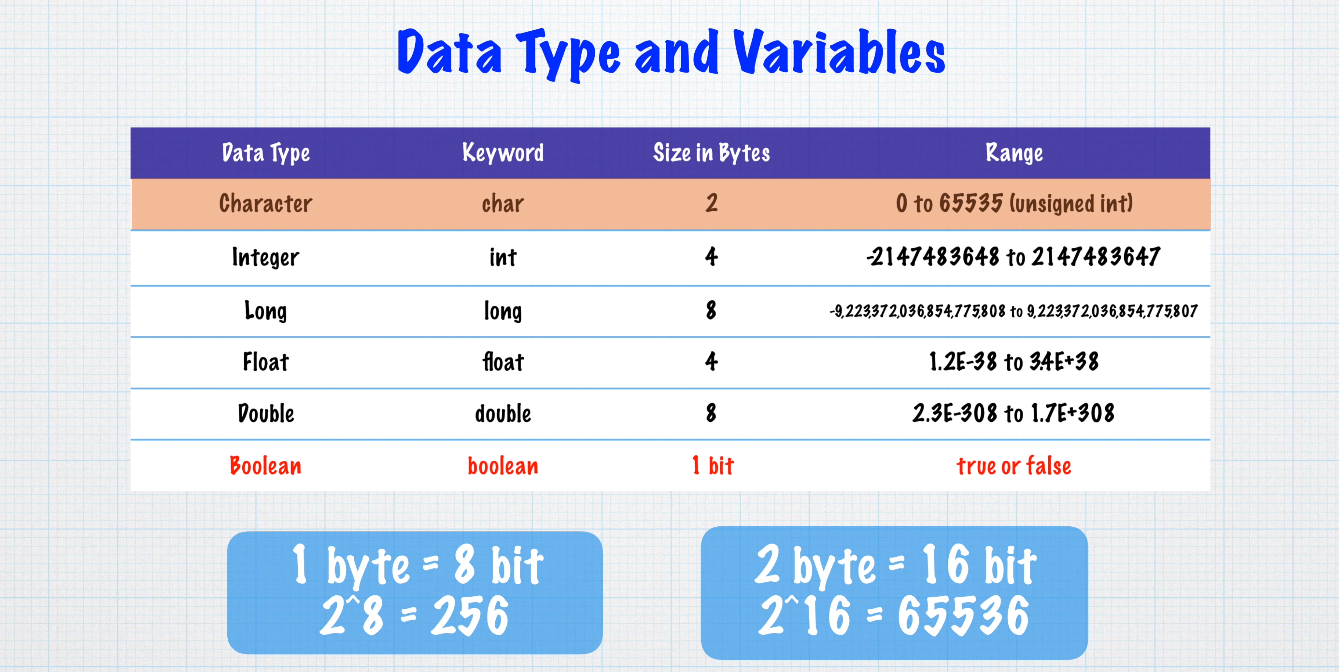 Data Type and Variables
Data Type Keyword Size in Bytes Range
Character char 2 0 to 65535 (unsigned int)
Integer int 4 -2147483648 to 2147483647
Long long 8 -9,223,372,036,854,775,808 to 9,223,372,036,854,775,807
Float float 4 1.2E-38 to 3.4E+38
Double double 8 2.3E-308 to 1.7E+308
Boolean boolean 1 bit true or false
1 byte = 8 bit
2^8 = 256
2 byte = 16 bit
2^16 = 65536